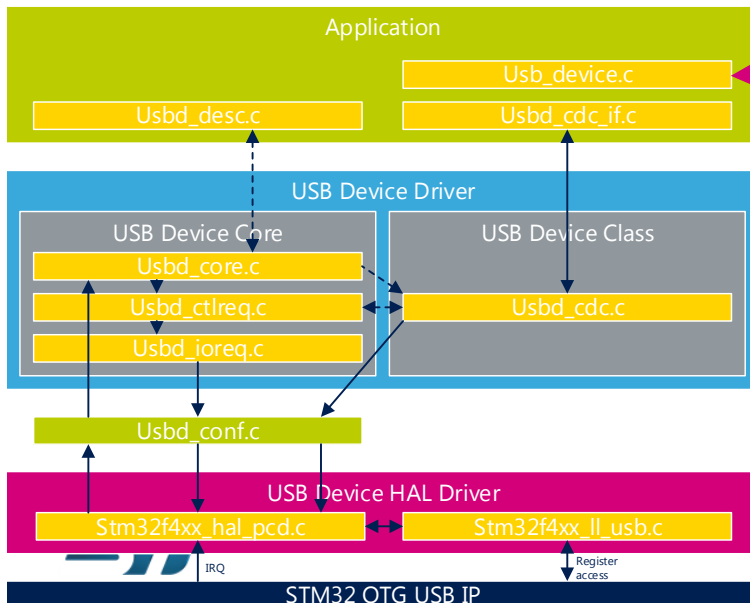 Application
Usb_device.c
Usbd_desc.c
Usbd_cdc_if.c
USB Device Driver
USB Device Core
USB Device Class
Usbd_core.c
Usbd_ctlreq.c
Usbd_cdc.c
Usbd_ioreq.c
Usbd_conf.c
USB Device HAL Driver
Stm32f4xx_hal_pcd.c
Stm32f4xx_ll_usb.c
IRQ
Register
access
STM32 OTG USB IP